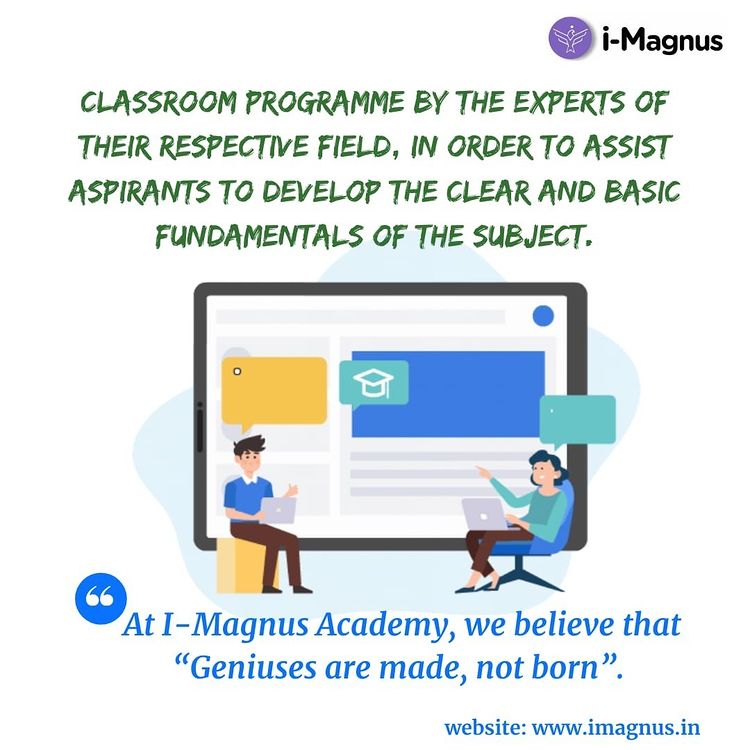 i-Magnus
CLASSROOM PROGRAMME BY THE EXPERTS OF
THEIR RESPECTIVE FIELD, IN ORDER TO ASSIST
ASPIRANTS TO DEVELOP THE CLEAR AND BASIC
FUNDAMENTALS OF THE SUBJECT.
At I-Magnus Academy, we believe that
“Geniuses are made, not born”.
website: www.imagnus.in